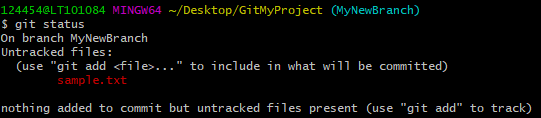 124454@LT101084 MINGW64 ~/Desktop/GitMyProject (MyNewBranch)
$ git status
On branch MyNewBranch
Untracked files:
  (use "git add <file>..." to include in what will be committed)
        sample.txt

nothing added to commit but untracked files present (use "git add" to track)